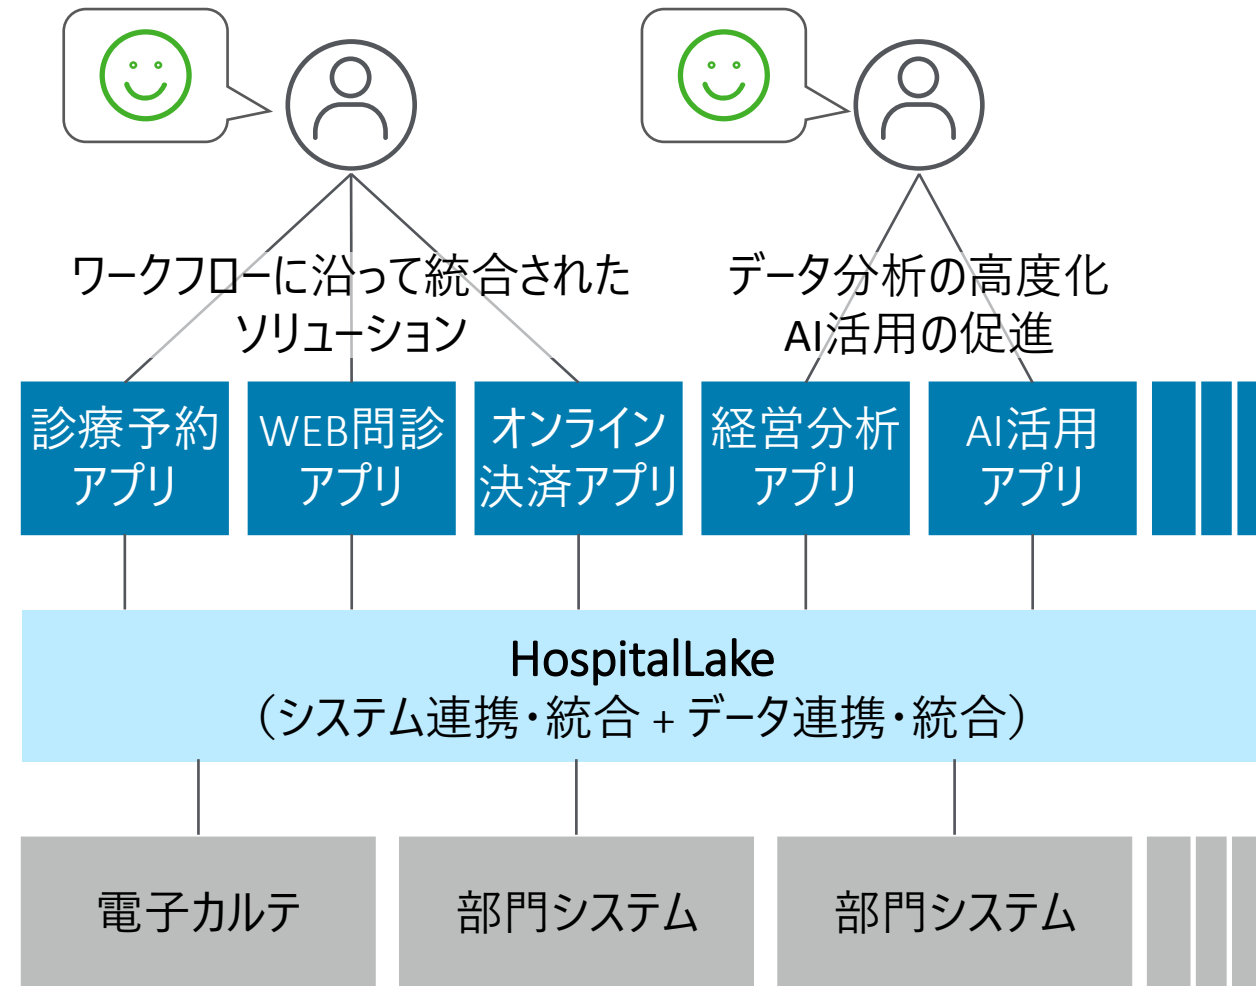 ワークフローに沿って統合された
ソリューション
データ分析の高度化
AI活用の促進
診療予約
アプリ
WEB問診
アプリ
オンライン
決済アプリ
経営分析
アプリ
AI活用
アプリ
HospitalLake
（システム連携・統合 + データ連携・統合）
電子カルテ
部門システム
部門システム